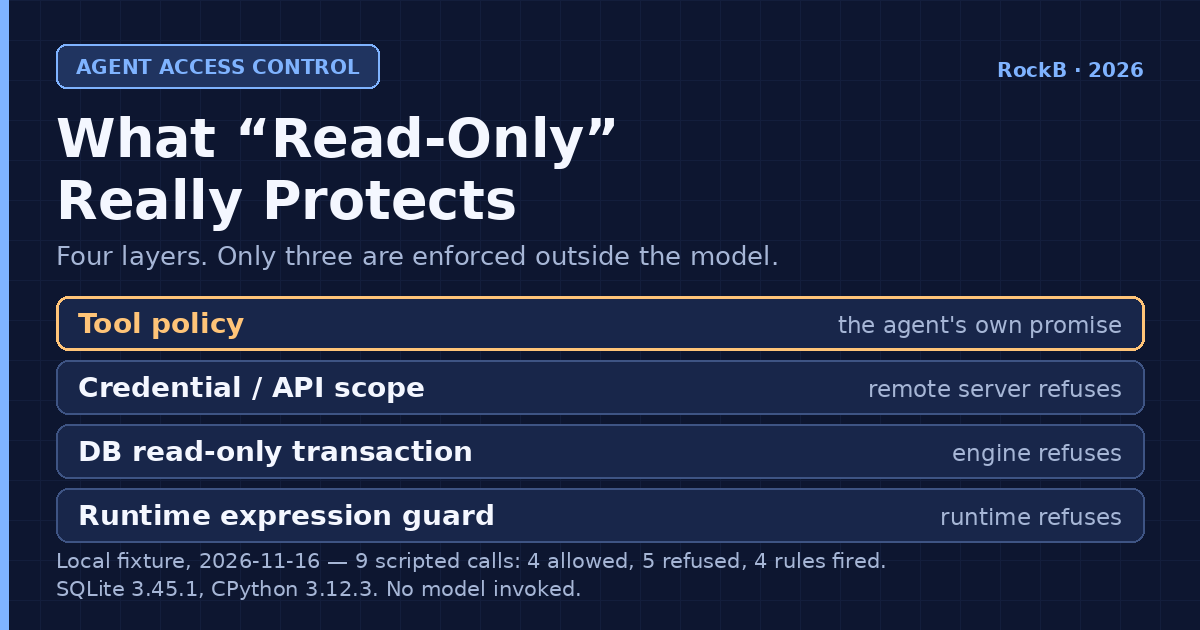 AGENT ACCESS CONTROL
RockB · 2026
What “Read-Only”
Really Protects
Four layers. Only three are enforced outside the model.
Tool policy
the agent's own promise
Credential / API scope
remote server refuses
DB read-only transaction
engine refuses
Runtime expression guard
runtime refuses
Local fixture, 2026-11-16 — 9 scripted calls: 4 allowed, 5 refused, 4 rules fired.
SQLite 3.45.1, CPython 3.12.3. No model invoked.